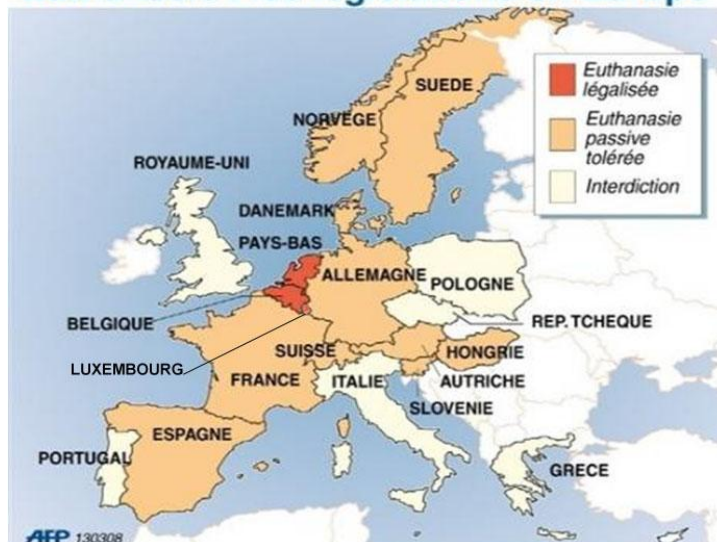 Euthanasie
légalisée
Euthanasie
passive
tolérée
Interdiction
SUEDE
NORVEGE
ROYAUME-UNI
DANEMARK
PAYS-BAS
ALLEMAGNE
POLOGNE
BELGIQUE
REP. TCHEQUE
LUXEMBOURG
SUISSE
HONGRIE
FRANCE
ITALIE
AUTRICHE
SLOVENIE
ESPAGNE
PORTUGAL
GRECE
AFP 130308